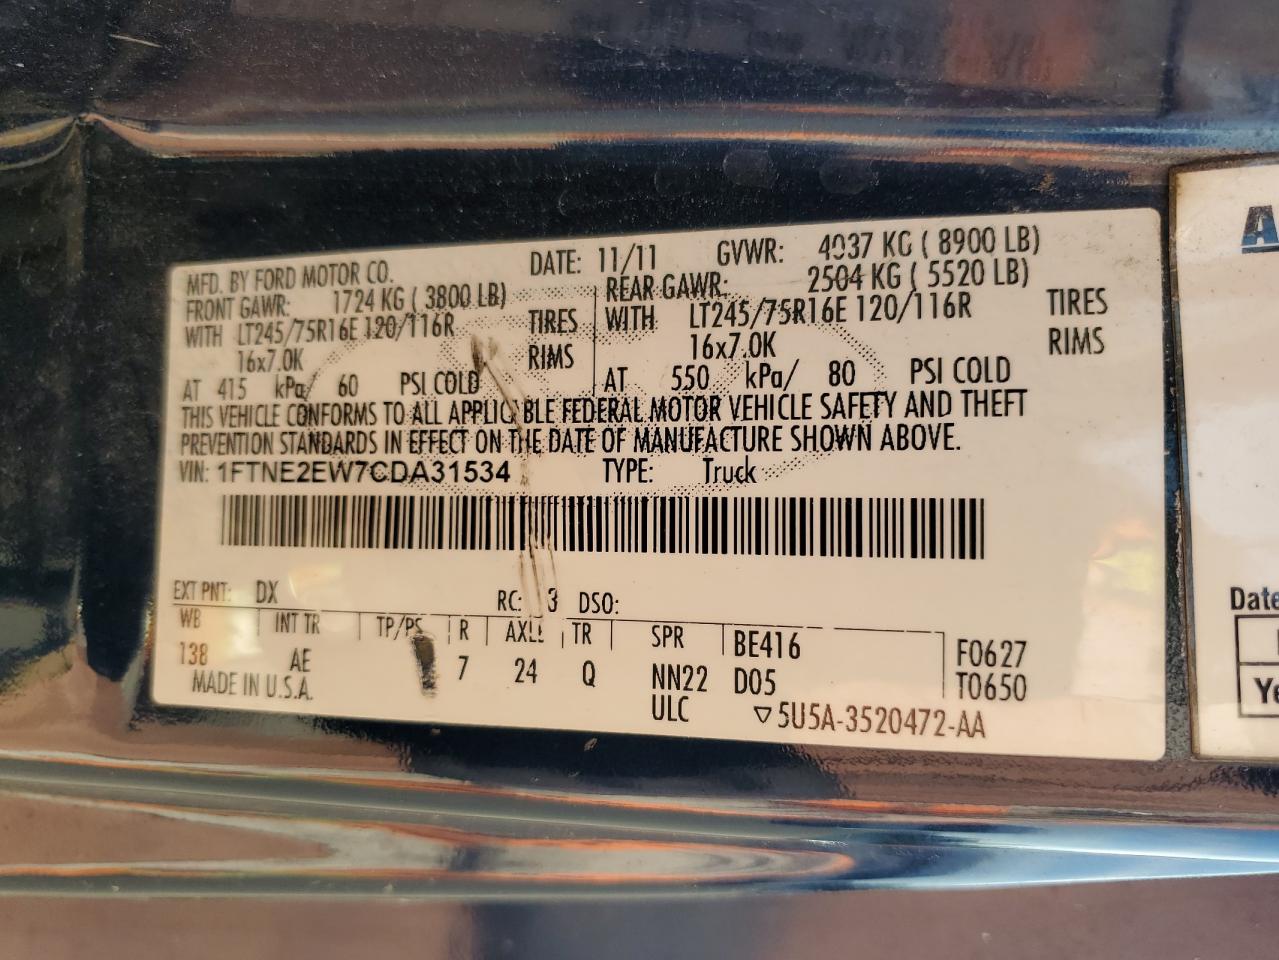 MFD. BY FORD MOTOR CO. DATE: 11/11 GVWR: 4037 KG ( 8900 LB)
FRONT GAWR: 1724 KG ( 3800 LB) REAR GAWR: 2504 KG ( 5520 LB)
WITH LT245/75R16E 120/116R TIRES WITH LT245/75R16E 120/116R TIRES
16x7.0K RIMS 16x7.0K RIMS
AT 415 kPa/ 60 PSI COLD AT 550 kPa/ 80 PSI COLD
THIS VEHICLE CONFORMS TO ALL APPLICABLE FEDERAL MOTOR VEHICLE SAFETY AND THEFT
PREVENTION STANDARDS IN EFFECT ON THE DATE OF MANUFACTURE SHOWN ABOVE.
VIN: 1FTNE2EW7CDA31534 TYPE: Truck
EXT PNT: DX RC: 3 DSO:
WB INT TR TP/PS R AXLE TR SPR BE416 F0627
138 AE 7 24 Q NN22 D05 T0650
MADE IN U.S.A. ULC ▽5U5A-3520472-AA
A
Date
Ye